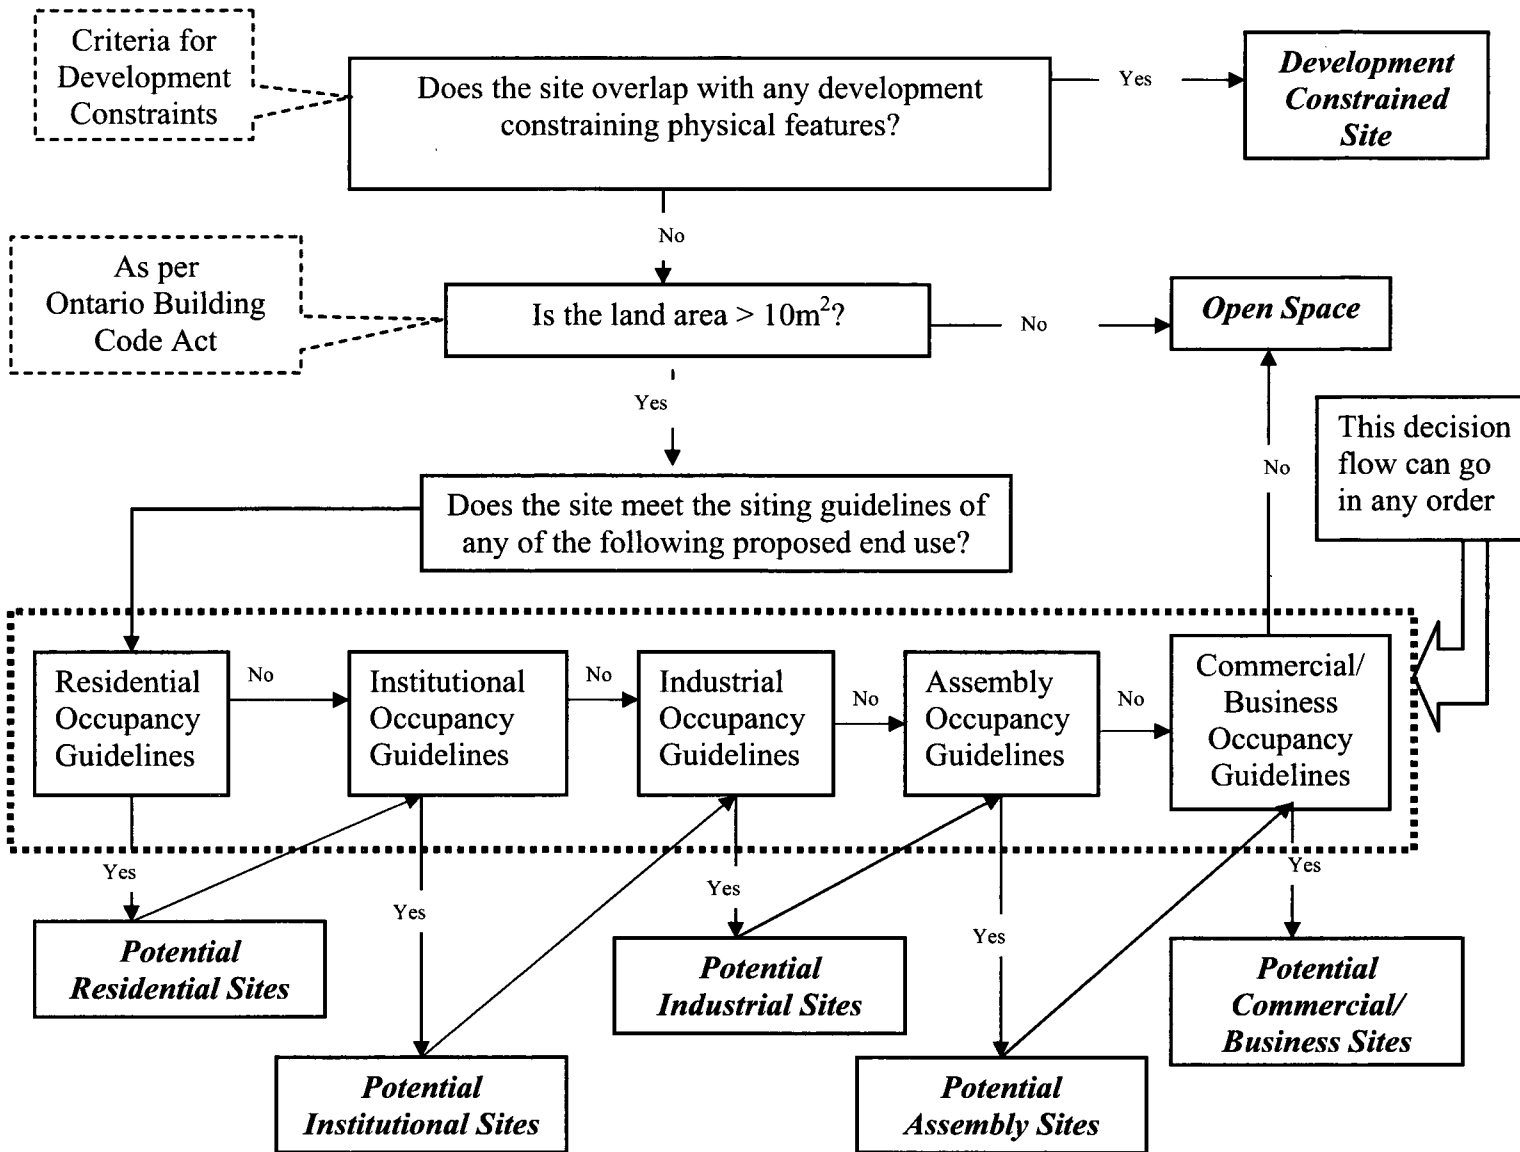 Criteria for
Development
Constraints
Does the site overlap with any development
constraining physical features?
Yes
Development
Constrained
Site
No
As per
Ontario Building
Code Act
Is the land area > 10m²?
No
Open Space
Yes
No
This decision
flow can go
in any order
Does the site meet the siting guidelines of
any of the following proposed end use?
Residential
Occupancy
Guidelines
No
Institutional
Occupancy
Guidelines
No
Industrial
Occupancy
Guidelines
No
Assembly
Occupancy
Guidelines
No
Commercial/
Business
Occupancy
Guidelines
Yes
Yes
Yes
Yes
Yes
Potential
Residential Sites
Potential
Institutional Sites
Potential
Industrial Sites
Potential
Assembly Sites
Potential
Commercial/
Business Sites